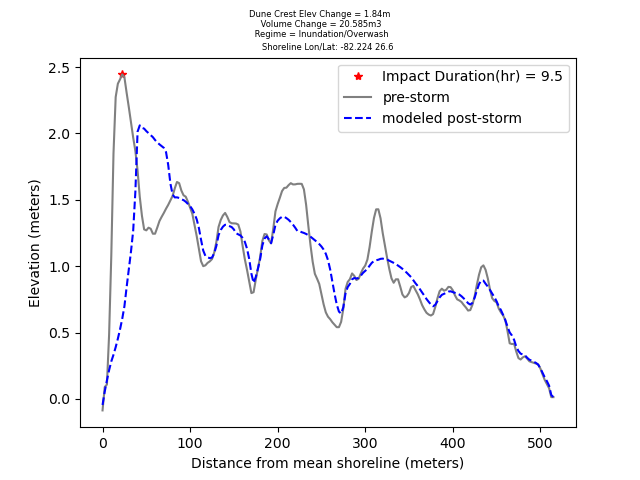 Dune Crest Elev Change = 1.84m
Volume Change = 20.585m3
Regime = Inundation/Overwash
Shoreline Lon/Lat: -82.224 26.6
Impact Duration(hr) = 9.5
pre-storm
modeled post-storm
Elevation (meters)
2.5
2.0
1.5
1.0
0.5
0.0
0 100 200 300 400 500
Distance from mean shoreline (meters)